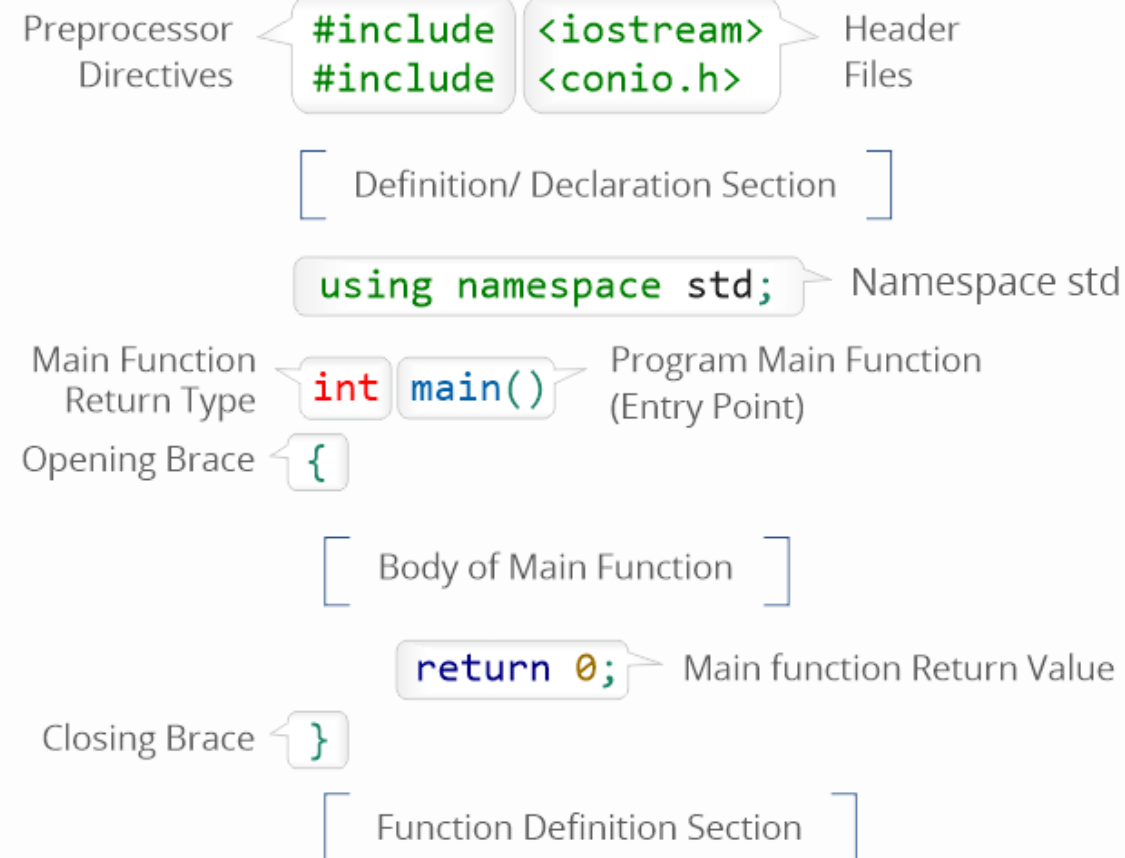 Preprocessor #include <iostream> Header
Directives #include <conio.h> Files
Definition/ Declaration Section
using namespace std; Namespace std
Main Function
Return Type
int main()
Program Main Function
(Entry Point)
Opening Brace {
Body of Main Function
return 0; Main function Return Value
Closing Brace }
Function Definition Section